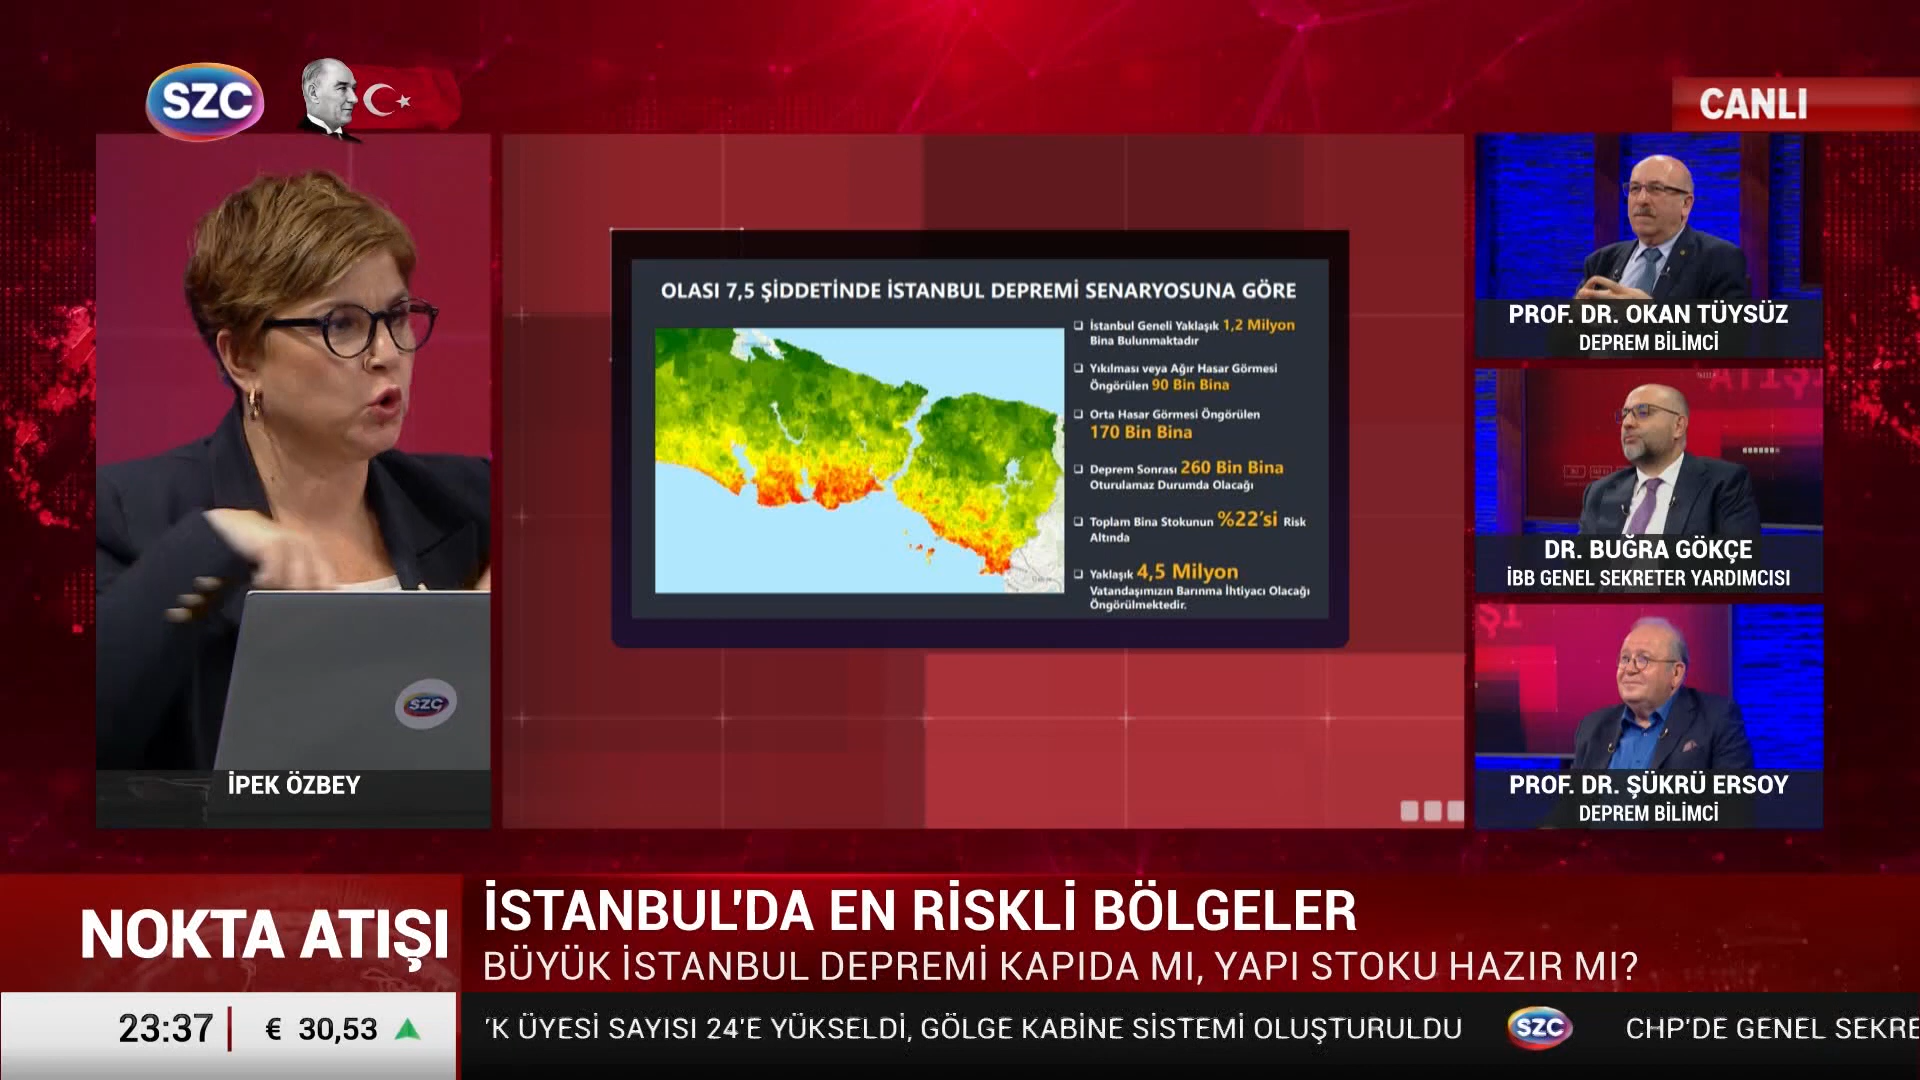 SZC
CANLI
OLASI 7,5 ŞİDDETİNDE İSTANBUL DEPREMİ SENARYOSUNA GÖRE
İstanbul Geneli Yaklaşık 1,2 Milyon
Bina Bulunmaktadır
Yıkılması veya Ağır Hasar Görmesi
Öngörülen 90 Bin Bina
Orta Hasar Görmesi Öngörülen
170 Bin Bina
Deprem Sonrası 260 Bin Bina
Oturulamaz Durumda Olacağı
Toplam Bina Stokunun %22'si Risk
Altında
Yaklaşık 4,5 Milyon
Vatandaşımızın Barınma İhtiyacı Olacağı
Öngörülmektedir.
SZC
İPEK ÖZBEY
PROF. DR. OKAN TÜYSÜZ
DEPREM BİLİMCİ
ATIŞI
DR. BUĞRA GÖKÇE
İBB GENEL SEKRETER YARDIMCISI
ŞI
PROF. DR. ŞÜKRÜ ERSOY
DEPREM BİLİMCİ
NOKTA ATIŞI
İSTANBUL'DA EN RİSKLİ BÖLGELER
BÜYÜK İSTANBUL DEPREMİ KAPIDA MI, YAPI STOKU HAZIR MI?
23:37 € 30,53
'K ÜYESİ SAYISI 24'E YÜKSELDİ, GÖLGE KABİNE SİSTEMİ OLUŞTURULDU SZC CHP'DE GENEL SEKRE